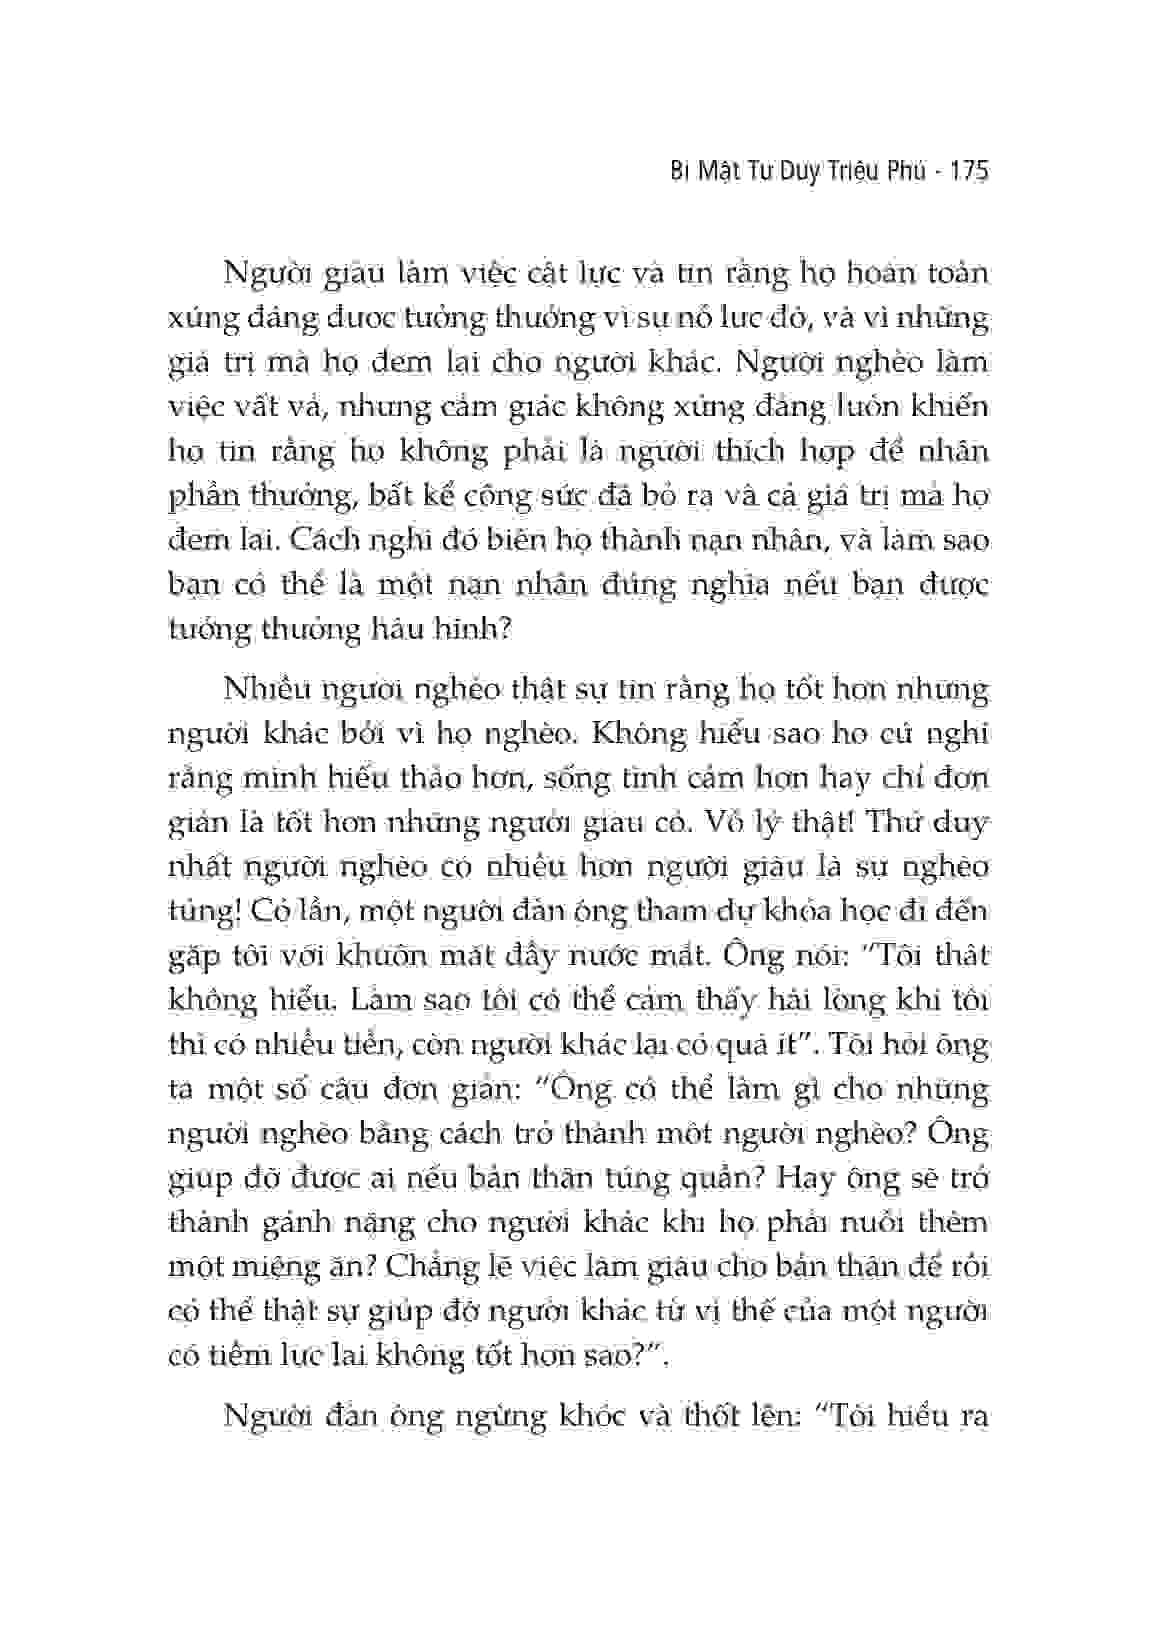 Bí Mật Tư Duy Triệu Phú - 175
Người giàu làm việc cật lực và tin rằng họ hoàn toàn
xứng đáng được tưởng thưởng vì sự nỗ lực đó, và vì những
giá trị mà họ đem lại cho người khác. Người nghèo làm
việc vất vả, nhưng cảm giác không xứng đáng luôn khiến
họ tin rằng họ không phải là người thích hợp để nhận
phần thưởng, bất kể công sức đã bỏ ra và cả giá trị mà họ
đem lại. Cách nghĩ đó biến họ thành nạn nhân, và làm sao
bạn có thể là một nạn nhân đúng nghĩa nếu bạn được
tưởng thưởng hậu hĩnh?
Nhiều người nghèo thật sự tin rằng họ tốt hơn những
người khác bởi vì họ nghèo. Không hiểu sao họ cứ nghĩ
rằng mình hiếu thảo hơn, sống tình cảm hơn hay chỉ đơn
giản là tốt hơn những người giàu có. Vô lý thật! Thứ duy
nhất người nghèo có nhiều hơn người giàu là sự nghèo
túng! Có lần, một người đàn ông tham dự khóa học đi đến
gặp tôi với khuôn mặt đầy nước mắt. Ông nói: “Tôi thật
không hiểu. Làm sao tôi có thể cảm thấy hài lòng khi tôi
thì có nhiều tiền, còn người khác lại có quá ít”. Tôi hỏi ông
ta một số câu đơn giản: “Ông có thể làm gì cho những
người nghèo bằng cách trở thành một người nghèo? Ông
giúp đỡ được ai nếu bản thân túng quẫn? Hay ông sẽ trở
thành gánh nặng cho người khác khi họ phải nuôi thêm
một miệng ăn? Chẳng lẽ việc làm giàu cho bản thân để rồi
có thể thật sự giúp đỡ người khác từ vị thế của một người
có tiềm lực lại không tốt hơn sao?”.
Người đàn ông ngừng khóc và thốt lên: “Tôi hiểu ra